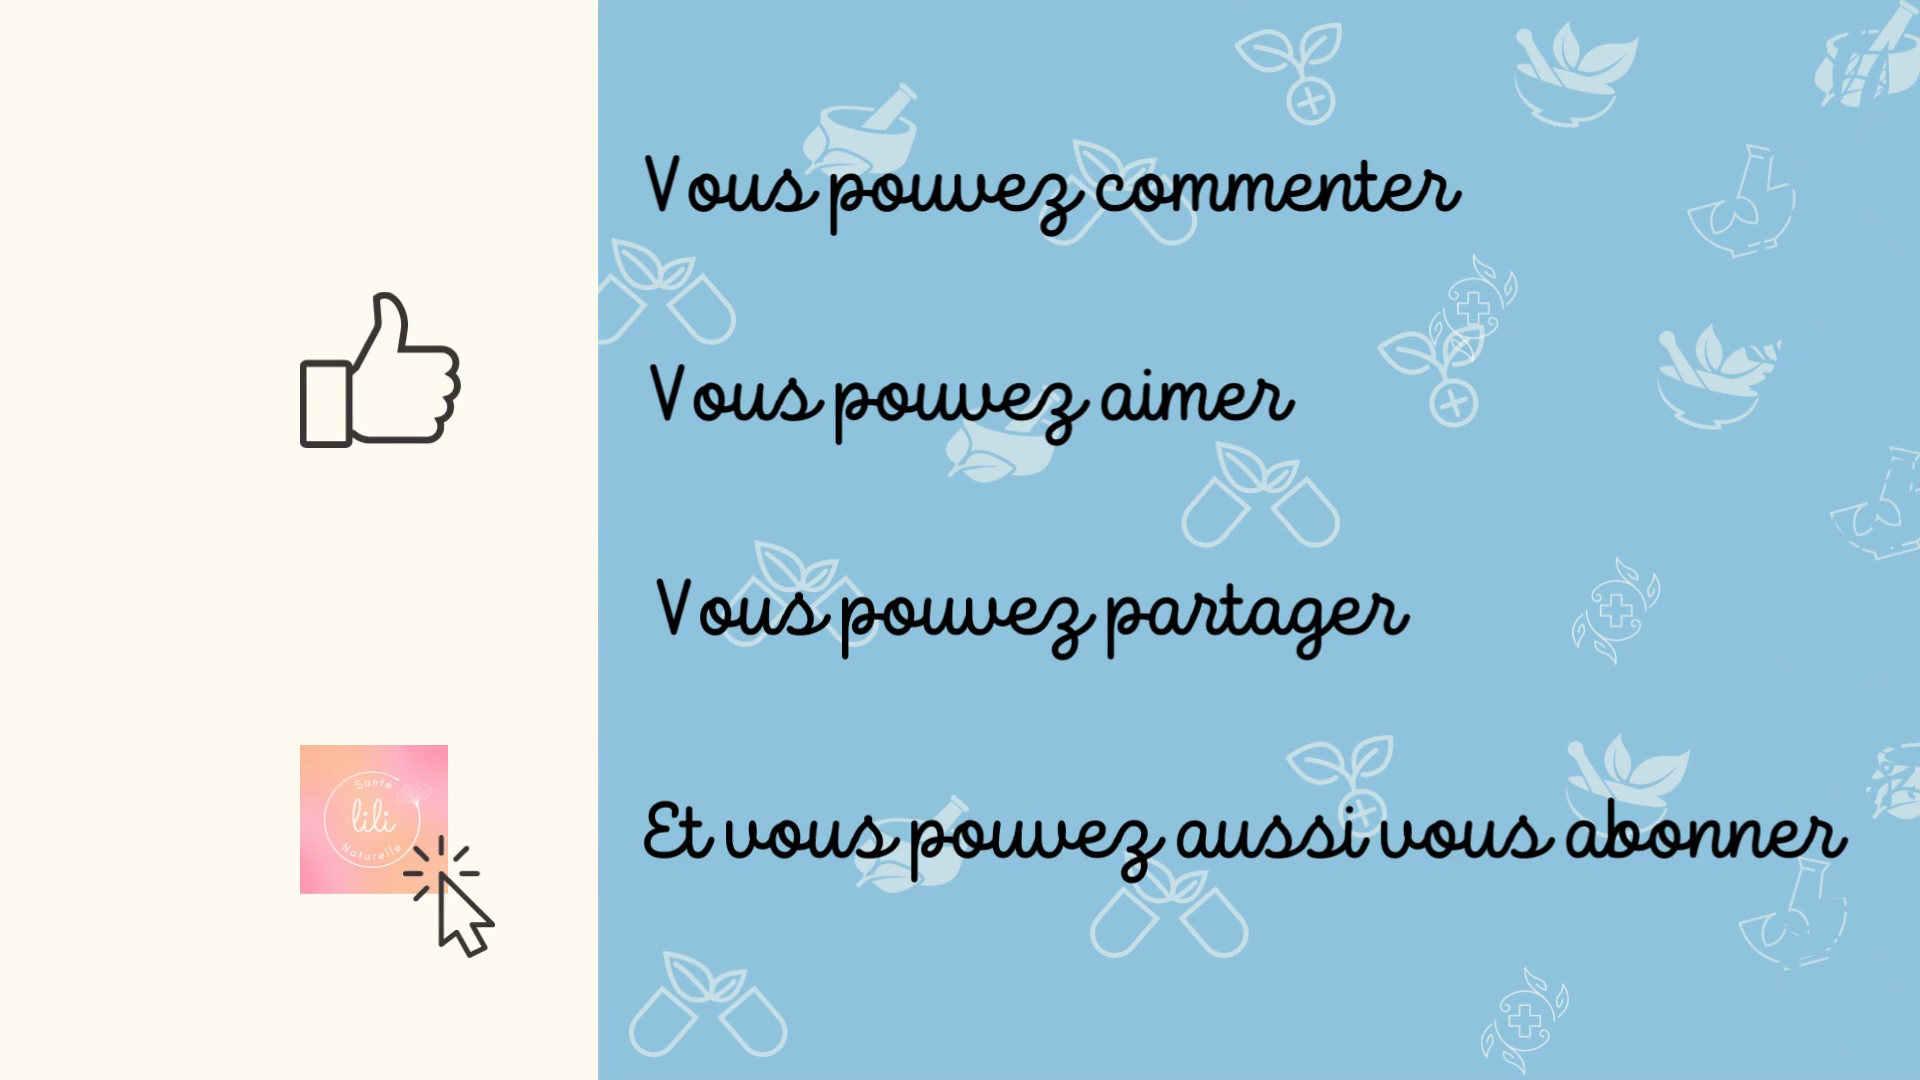 Vous pouvez commenter
Vous pouvez aimer
Vous pouvez partager
Santé
lili
Naturelle
Et vous pouvez aussi vous abonner